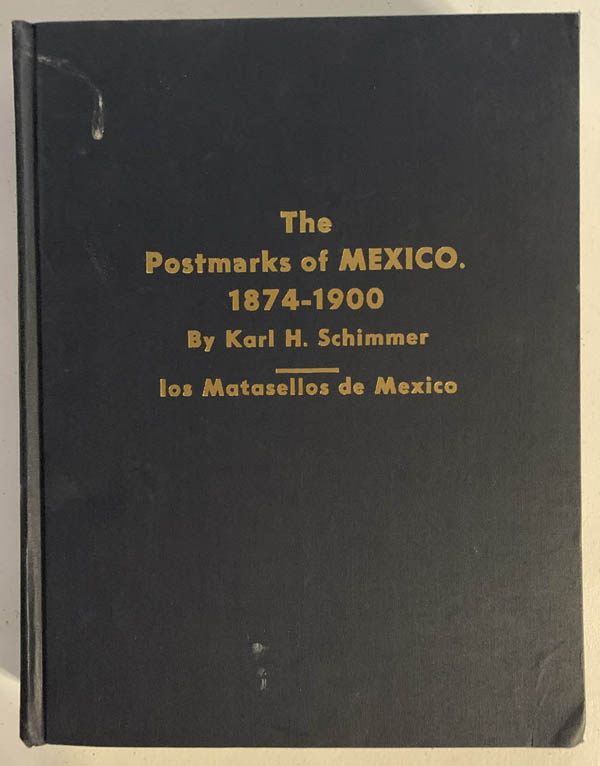 The
Postmarks of MEXICO.
1874-1900
By Karl H. Schimmer
los Matasellos de Mexico